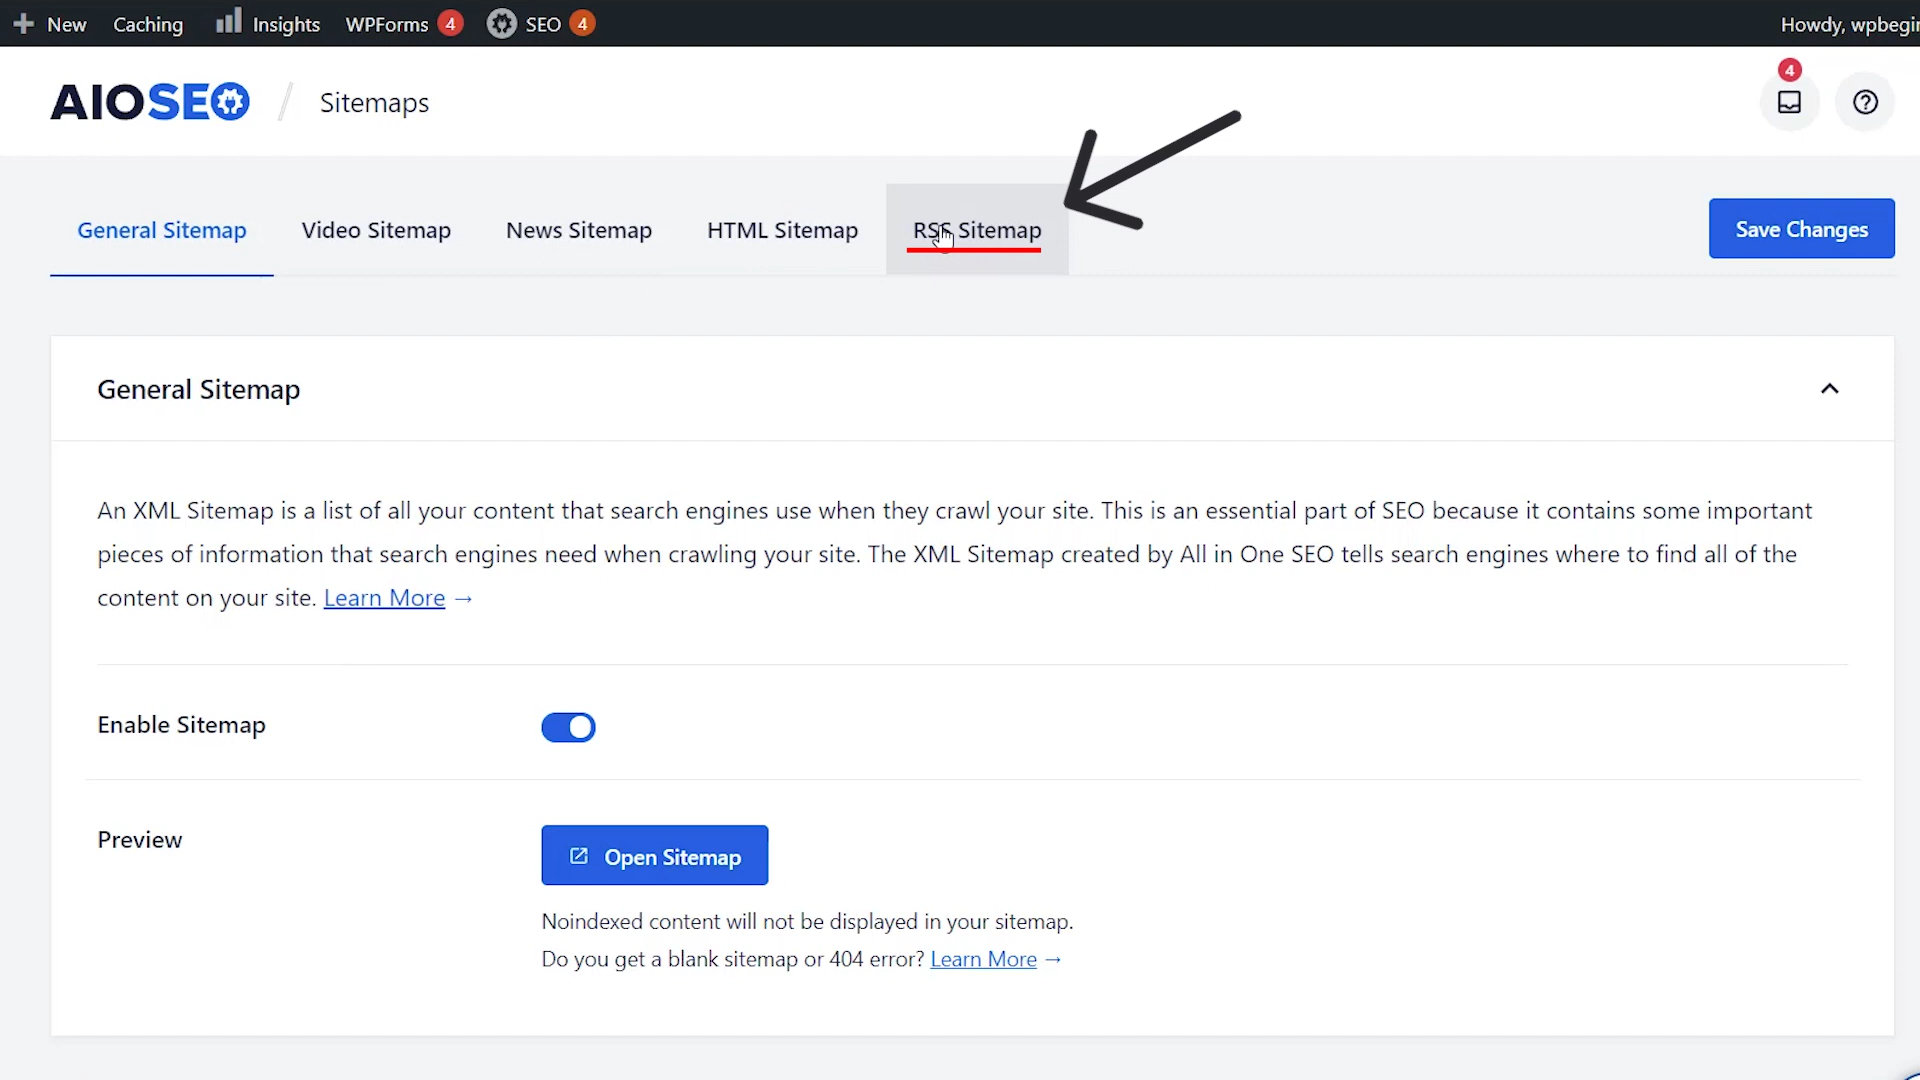 New Caching Insights WPForms 4 SEO 4 Howdy, wpbegin
AIOSEO / Sitemaps 4
General Sitemap Video Sitemap News Sitemap HTML Sitemap RSS Sitemap Save Changes
General Sitemap
An XML Sitemap is a list of all your content that search engines use when they crawl your site. This is an essential part of SEO because it contains some important
pieces of information that search engines need when crawling your site. The XML Sitemap created by All in One SEO tells search engines where to find all of the
content on your site. Learn More →
Enable Sitemap
Preview Open Sitemap
Noindexed content will not be displayed in your sitemap.
Do you get a blank sitemap or 404 error? Learn More →